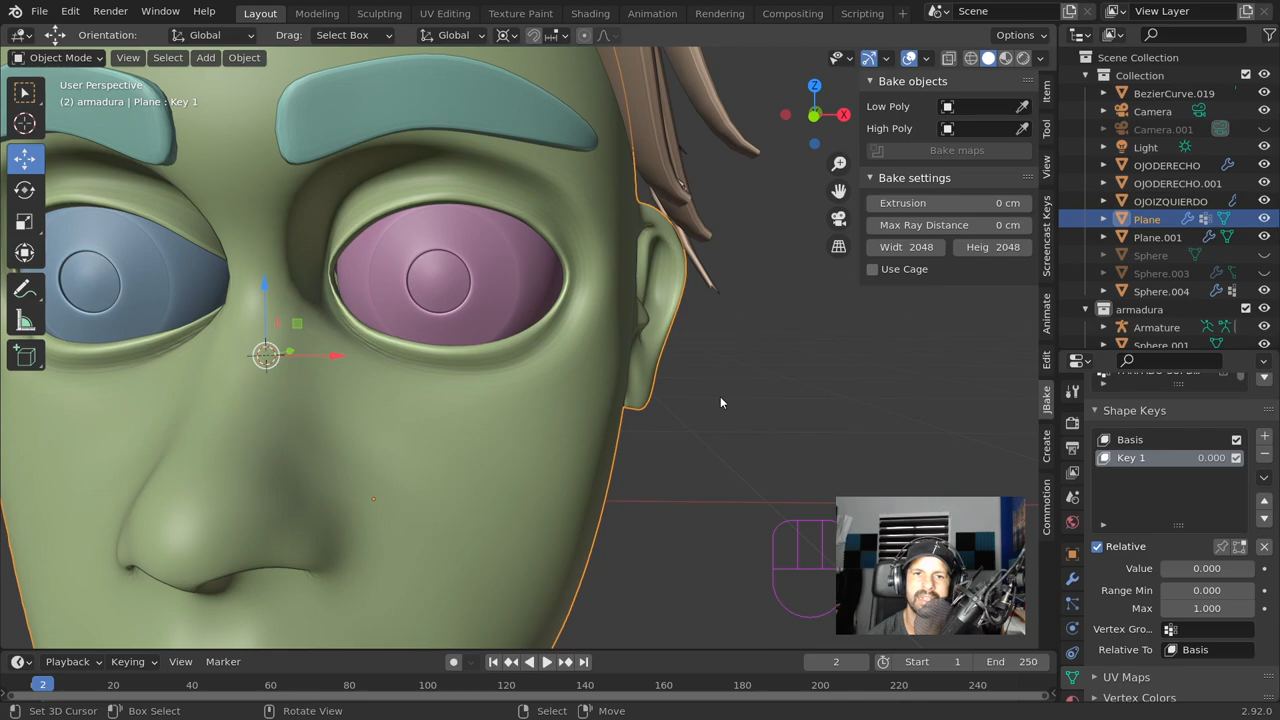 File Edit Render Window Help Layout Modeling Sculpting UV Editing Texture Paint Shading Animation Rendering Compositing Scripting + Scene View Layer
Orientation: Global Drag: Select Box Global Options
Object Mode View Select Add Object
User Perspective
(2) armadura | Plane : Key 1
Z
X
Bake objects
Low Poly
High Poly
Bake maps
Bake settings
Extrusion 0 cm
Max Ray Distance 0 cm
Widt 2048 Heig 2048
Use Cage
Item
Tool
View
Screencast Keys
Animate
Edit
JBake
Create
Commotion
Scene Collection
Collection
BezierCurve.019
Camera
Camera.001
Light
OJODERECHO
OJODERECHO.001
OJOIZQUIERDO
Plane
Plane.001
Sphere
Sphere.003
Sphere.004
armadura
Armature
Sphere.001
Shape Keys
Basis
Key 1 0.000
Relative
Value 0.000
Range Min 0.000
Max 1.000
Vertex Gro...
Relative To Basis
UV Maps
Vertex Colors
Playback Keying View Marker 2 Start 1 End 250
2 20 40 60 80 100 120 140 160 180 200 220 240
Set 3D Cursor Box Select Rotate View Select Move 2.92.0